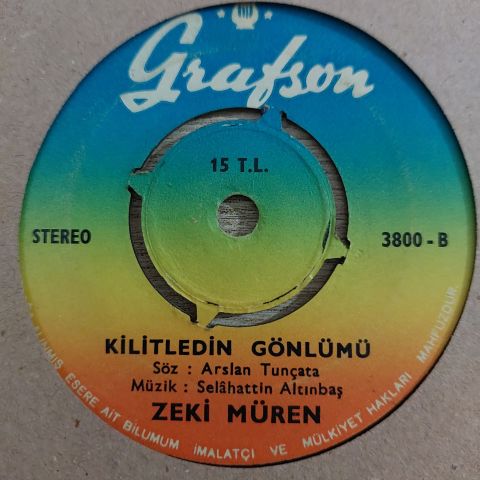 Grafson
15 T.L.
STEREO
3800 - B
KİLİTLEDİN GÖNLÜMÜ
Söz : Arslan Tunçata
Müzik : Selâhattin Altınbaş
ZEKİ MÜREN
ESERE AİT BİLUMUM İMALATÇI VE MÜLKİYET HAKLARI MAHFUZDUR.